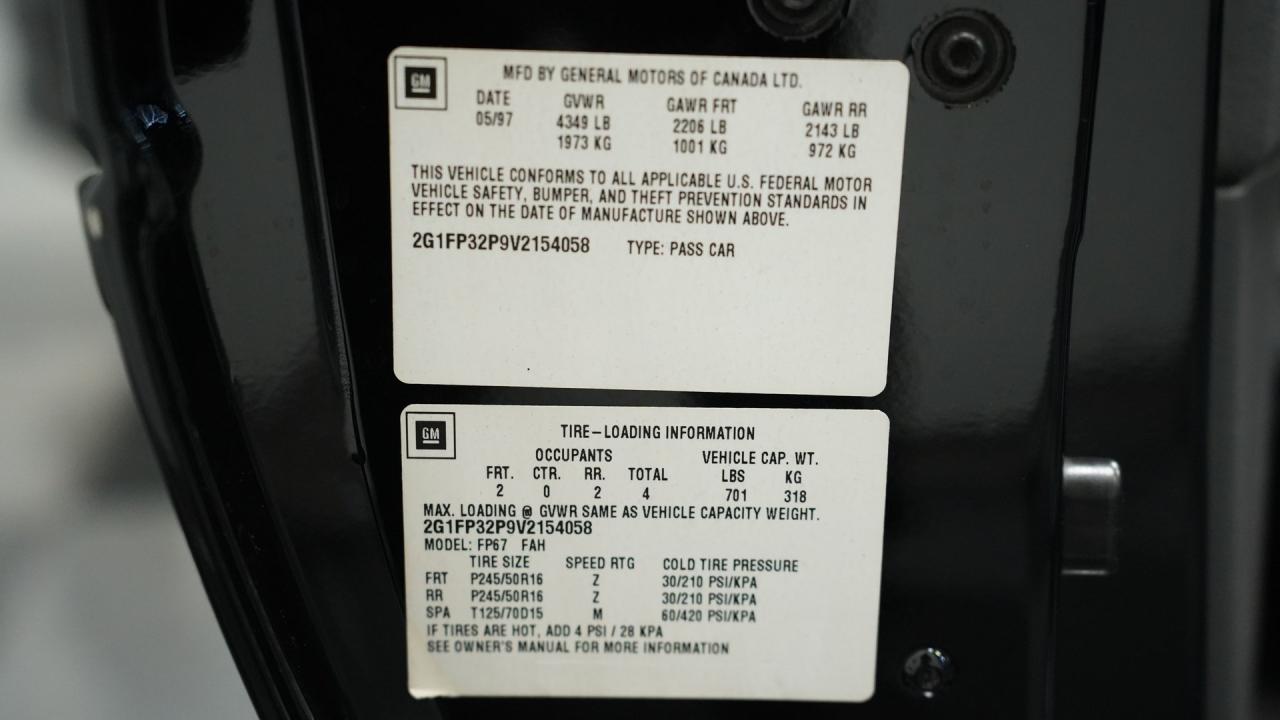 GM
MFD BY GENERAL MOTORS OF CANADA LTD.
DATE GVWR GAWR FRT GAWR RR
05/97 4349 LB 2206 LB 2143 LB
1973 KG 1001 KG 972 KG
THIS VEHICLE CONFORMS TO ALL APPLICABLE U.S. FEDERAL MOTOR
VEHICLE SAFETY, BUMPER, AND THEFT PREVENTION STANDARDS IN
EFFECT ON THE DATE OF MANUFACTURE SHOWN ABOVE.
2G1FP32P9V2154058 TYPE: PASS CAR
GM
TIRE-LOADING INFORMATION
OCCUPANTS VEHICLE CAP. WT.
FRT. CTR. RR. TOTAL LBS KG
2 0 2 4 701 318
MAX. LOADING @ GVWR SAME AS VEHICLE CAPACITY WEIGHT.
2G1FP32P9V2154058
MODEL: FP67 FAH
TIRE SIZE SPEED RTG COLD TIRE PRESSURE
FRT P245/50R16 Z 30/210 PSI/KPA
RR P245/50R16 Z 30/210 PSI/KPA
SPA T125/70D15 M 60/420 PSI/KPA
IF TIRES ARE HOT, ADD 4 PSI / 28 KPA
SEE OWNER'S MANUAL FOR MORE INFORMATION